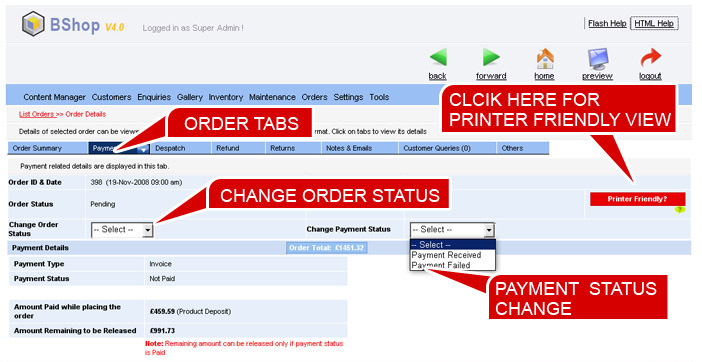 BShop V4.0
Logged in as Super Admin !
Flash Help | HTML Help
back forward home preview logout
Content Manager Customers Enquiries Gallery Inventory Maintenance Orders Settings Tools
CLCIK HERE FOR
PRINTER FRIENDLY VIEW
List Orders >> Order Details
ORDER TABS
Details of selected order can be view
rmat. Click on tabs to view its details
Order Summary Paym Despatch Refund Returns Notes & Emails Customer Queries (0) Others
Payment related details are displayed in this tab.
Order ID & Date 398 (19-Nov-2008 09:00 am)
CHANGE ORDER STATUS
Order Status Pending
Printer Friendly?
?
Change Order
Status
-- Select --
Change Payment Status
-- Select --
-- Select --
Payment Received
Payment Failed
Payment Details
Order Total: £1451.32
Payment Type Invoice
Payment Status Not Paid
PAYMENT STATUS
CHANGE
Amount Paid while placing the
order
£459.59 (Product Deposit)
Amount Remaining to be Released £991.73
Note: Remaining amount can be released only if payment status
is Paid